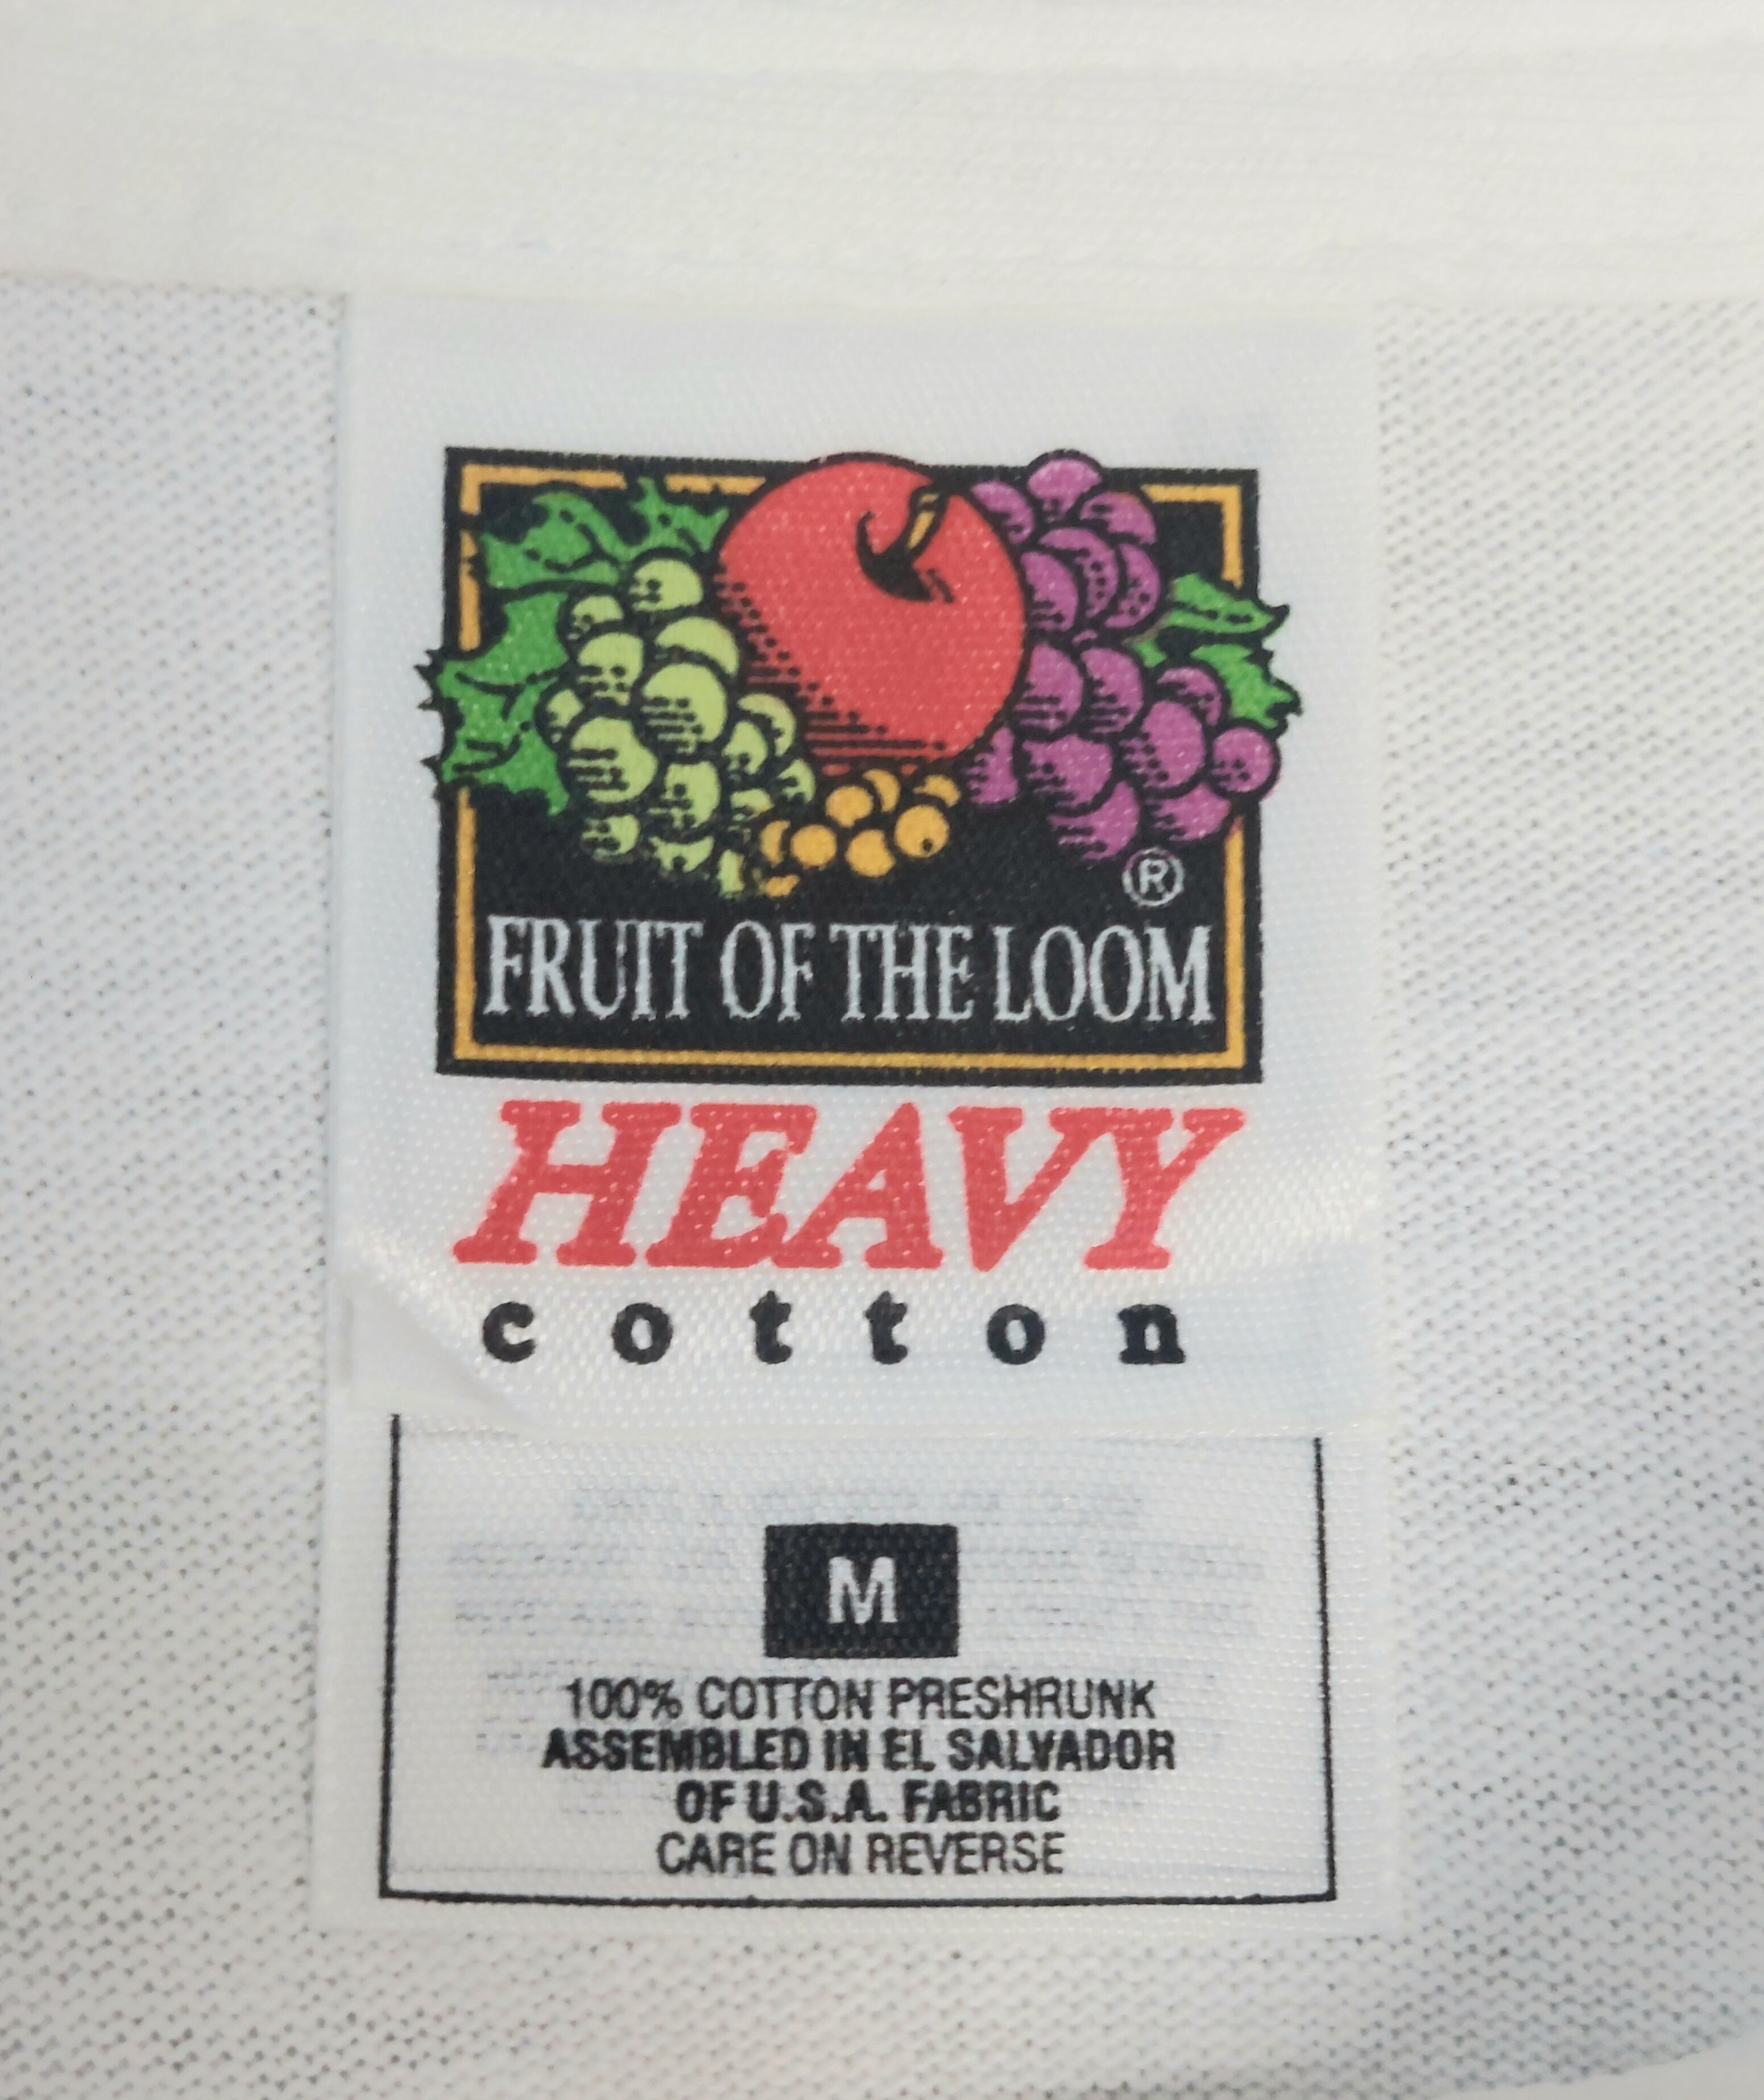 ®
FRUIT OF THE LOOM
HEAVY
cotton
M
100% COTTON PRESHRUNK
ASSEMBLED IN EL SALVADOR
OF U.S.A. FABRIC
CARE ON REVERSE